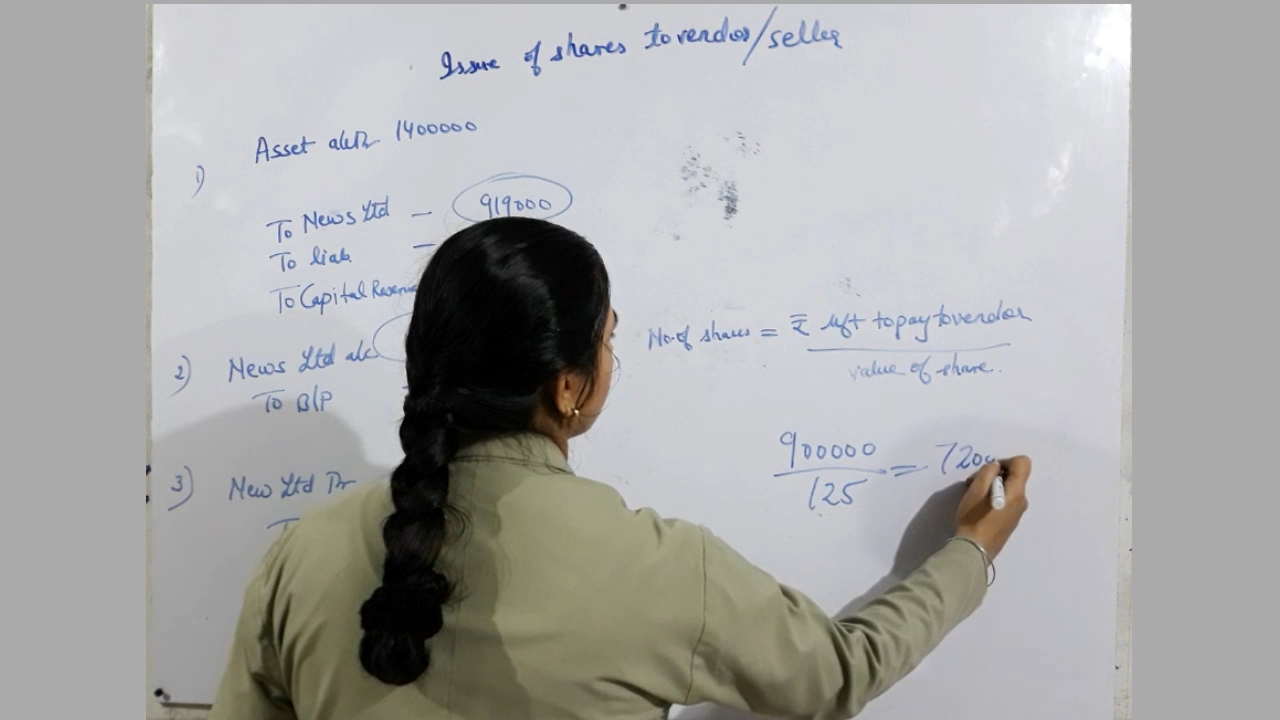 Issue of shares to vendor/seller
1) Asset a/c Dr 1400000
To News Ltd – 919000
To liab. –
To Capital Reserve
2) News Ltd a/c
To B/P
3) New Ltd Dr
To
No. of shares = ₹ left to pay to vendor
value of share.
900000
125
= 720